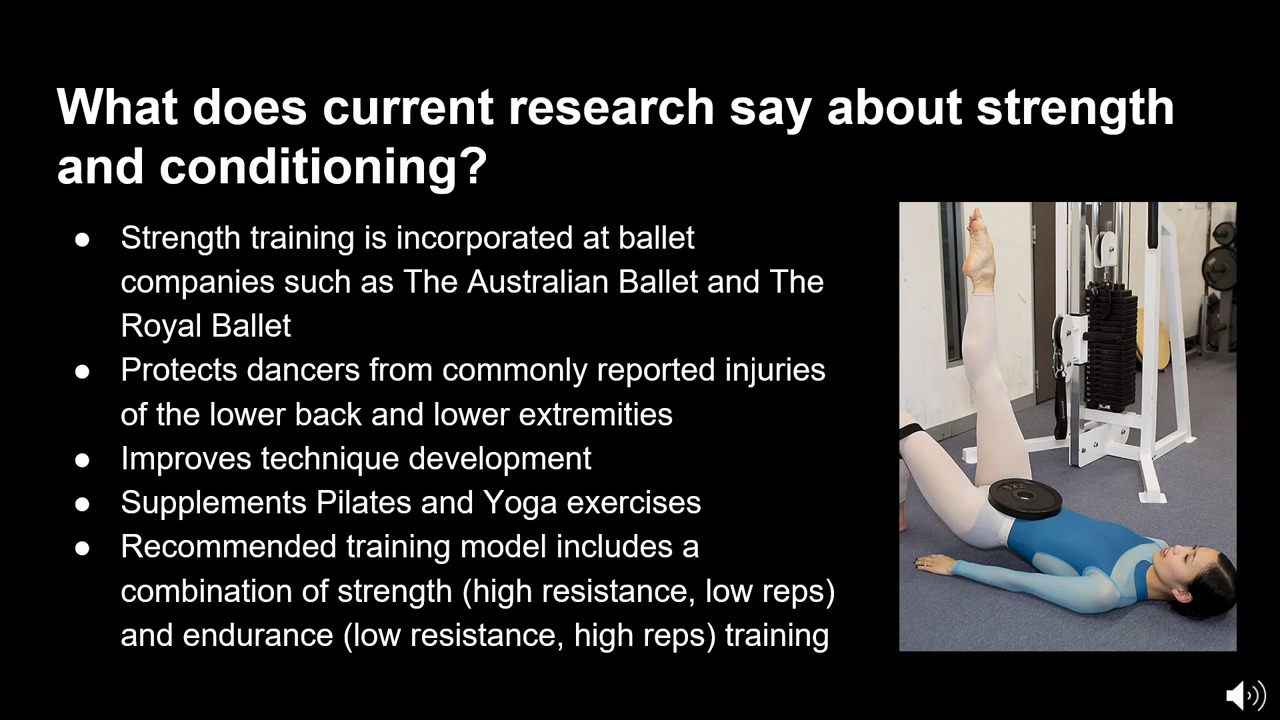 What does current research say about strength
and conditioning?
● Strength training is incorporated at ballet
companies such as The Australian Ballet and The
Royal Ballet
● Protects dancers from commonly reported injuries
of the lower back and lower extremities
● Improves technique development
● Supplements Pilates and Yoga exercises
● Recommended training model includes a
combination of strength (high resistance, low reps)
and endurance (low resistance, high reps) training